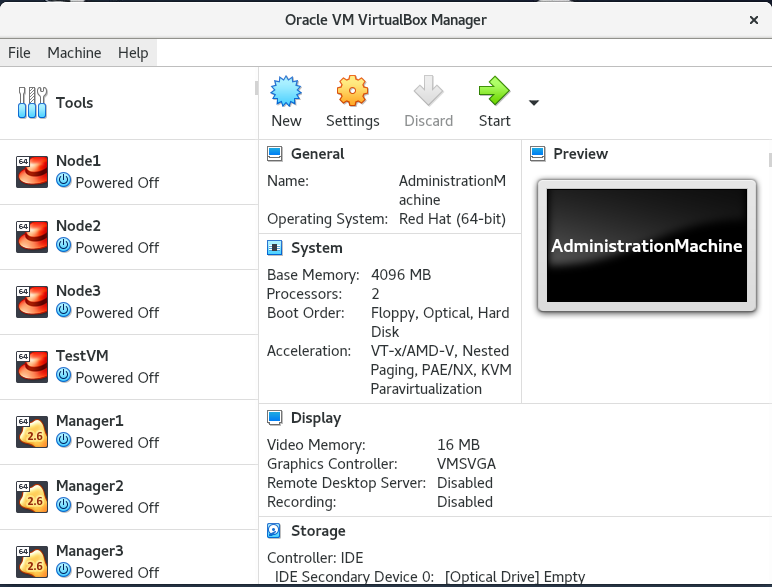 Oracle VM VirtualBox Manager
File Machine Help
Tools
New Settings Discard Start
64
Node1
Powered Off
64
Node2
Powered Off
64
Node3
Powered Off
64
TestVM
Powered Off
64
2.6
Manager1
Powered Off
64
2.6
Manager2
Powered Off
64
2.6
Manager3
Powered Off
General
Name: AdministrationM
achine
Operating System: Red Hat (64-bit)
System
Base Memory: 4096 MB
Processors: 2
Boot Order: Floppy, Optical, Hard
Disk
Acceleration: VT-x/AMD-V, Nested
Paging, PAE/NX, KVM
Paravirtualization
Preview
AdministrationMachine
Display
Video Memory: 16 MB
Graphics Controller: VMSVGA
Remote Desktop Server: Disabled
Recording: Disabled
Storage
Controller: IDE
IDE Secondary Device 0: [Optical Drive] Empty